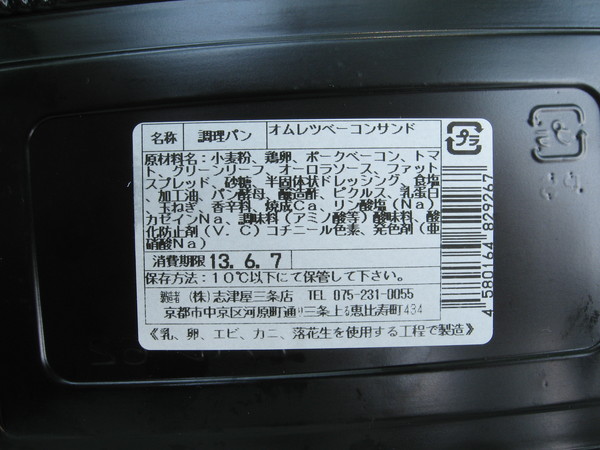 名称 調理パン オムレツベーコンサンド
プラ
原材料名:小麦粉、鶏卵、ポークベーコン、トマ
ト、グリーンリーフ、オーロラソース、ファット
スプレッド、砂糖、半固体状ドレッシング、食塩
、加工油、パン酵母、醸造酢、ピクルス、乳蛋白
、玉ねぎ、香辛料、焼成Ca、リン酸塩(Na)
カゼインNa、調味料(アミノ酸等)酸味料、酸
化防止剤(V.C)コチニール色素、発色剤(亜
硝酸Na)
消費期限 13.6.7
保存方法:10℃以下にて保管して下さい。
(株)志津屋三条店 TEL 075-231-0055
京都市中京区河原町通り三条上る恵比寿町434
《乳、卵、エビ、カニ、落花生を使用する工程で製造》
4 580164 829267